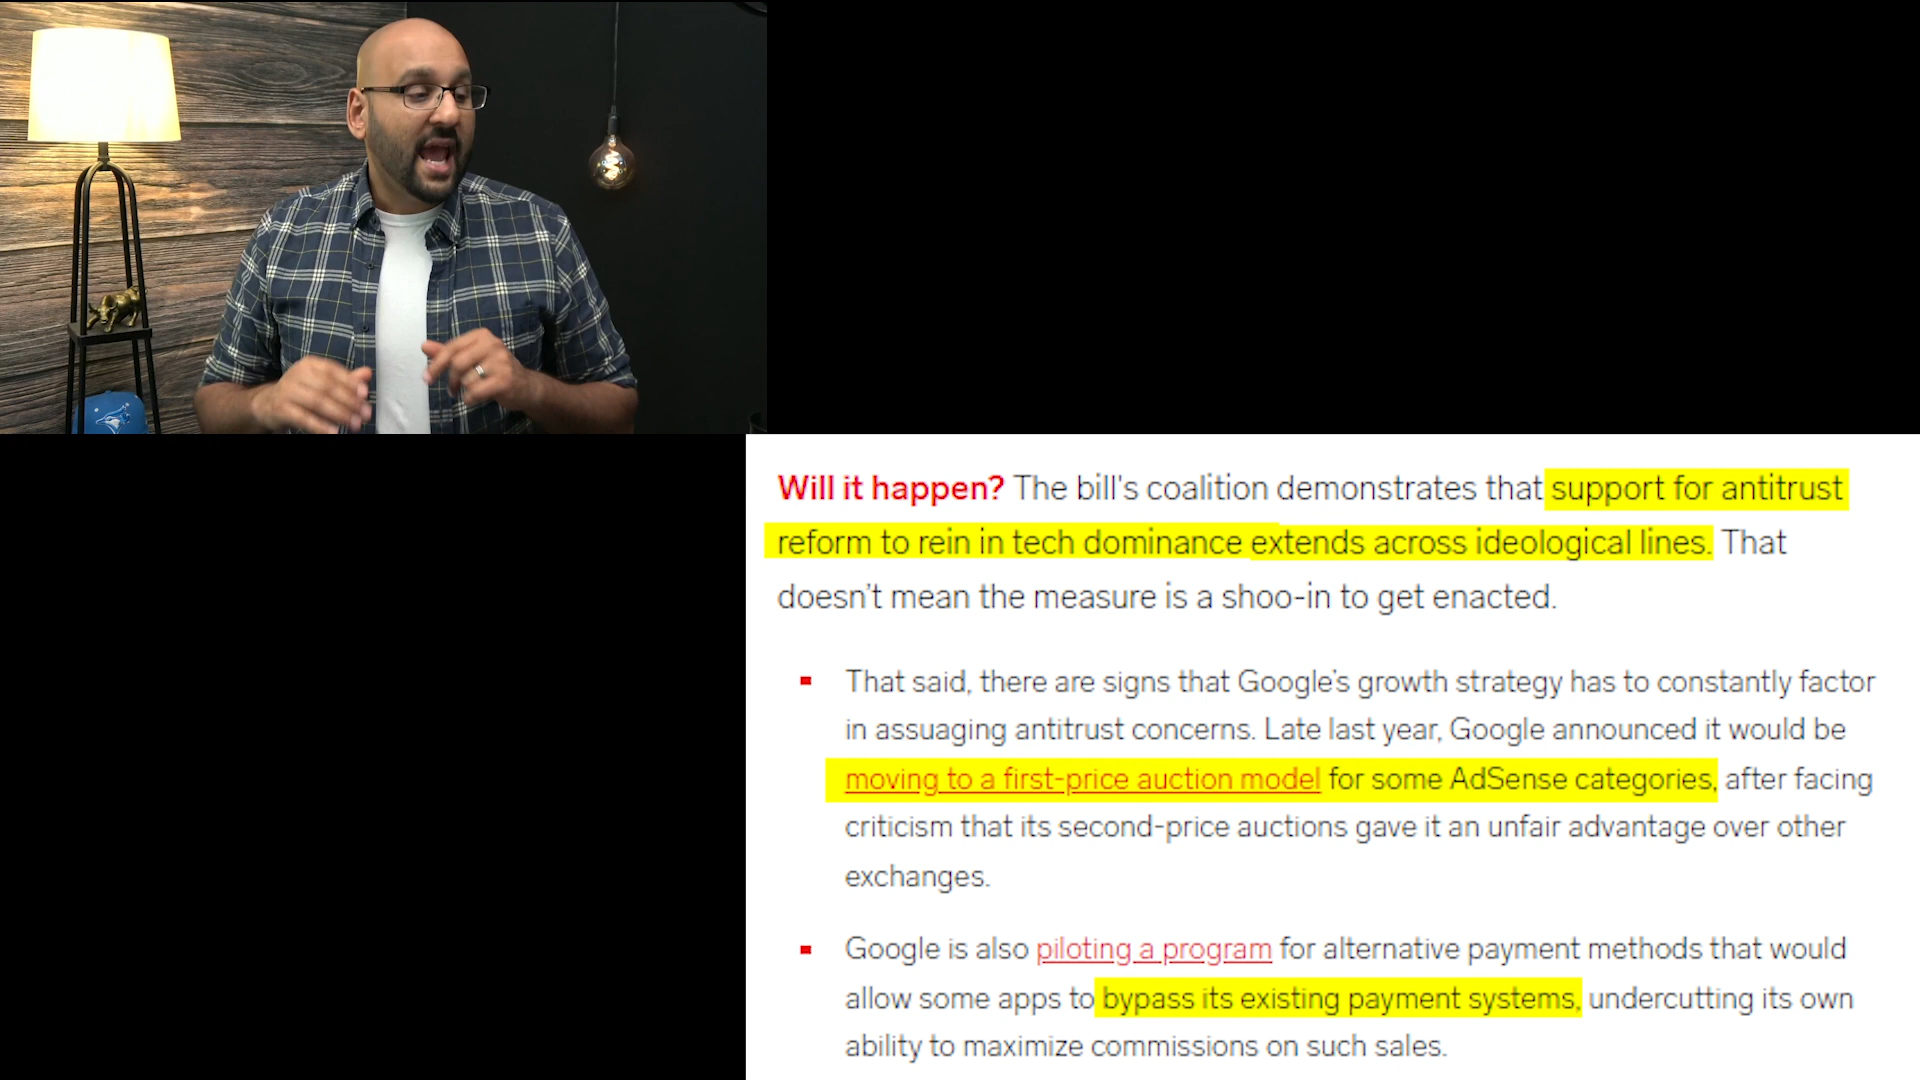 Will it happen? The bill's coalition demonstrates that support for antitrust
reform to rein in tech dominance extends across ideological lines. That
doesn't mean the measure is a shoo-in to get enacted.
That said, there are signs that Google's growth strategy has to constantly factor
in assuaging antitrust concerns. Late last year, Google announced it would be
moving to a first-price auction model for some AdSense categories, after facing
criticism that its second-price auctions gave it an unfair advantage over other
exchanges.
Google is also piloting a program for alternative payment methods that would
allow some apps to bypass its existing payment systems, undercutting its own
ability to maximize commissions on such sales.